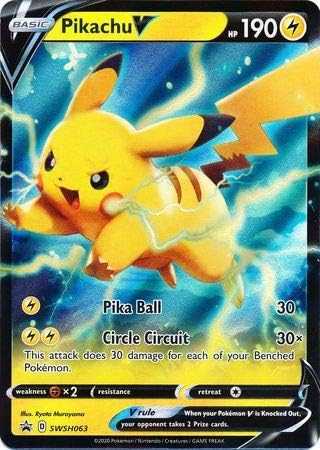 BASIC Pikachu V HP 190
Pika Ball 30
Circle Circuit 30×
This attack does 30 damage for each of your Benched
Pokémon.
weakness ×2 resistance retreat
Illus. Ryota Murayama
V rule When your Pokémon V is Knocked Out,
your opponent takes 2 Prize cards.
D SWSH063
©2020 Pokémon / Nintendo / Creatures / GAME FREAK